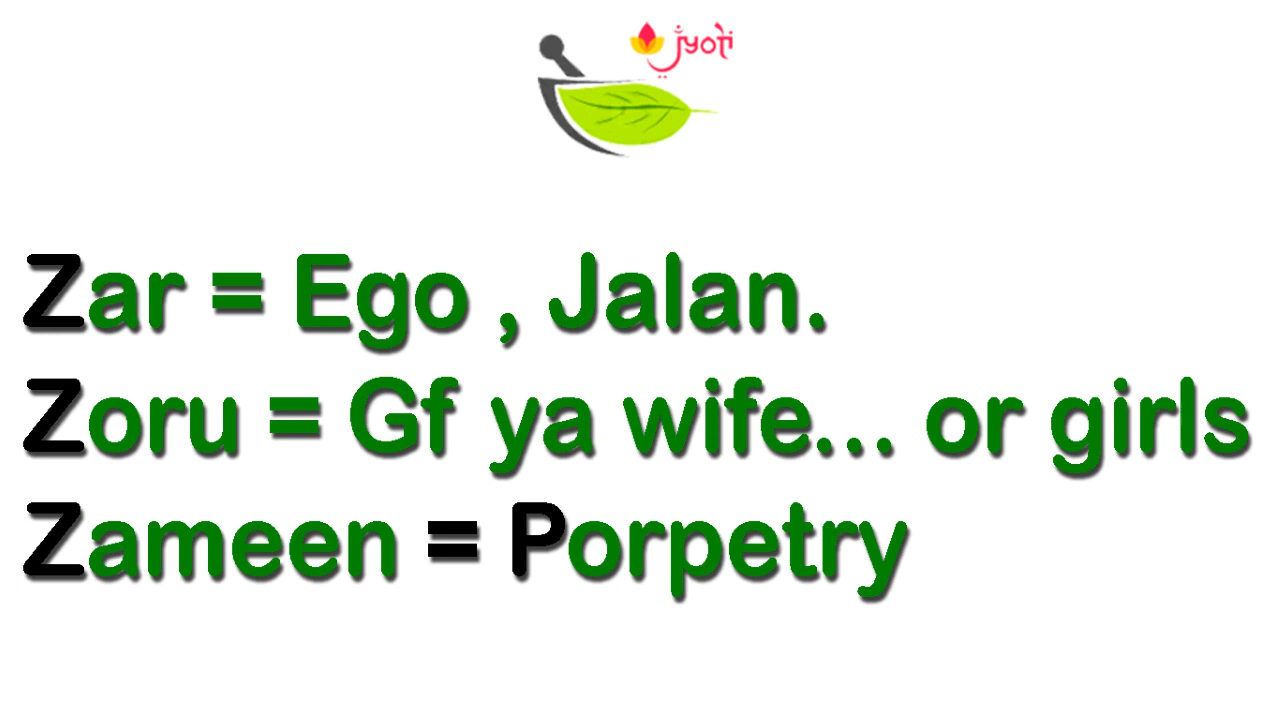 jyoti
Zar = Ego , Jalan.
Zoru = Gf ya wife... or girls
Zameen = Porpetry